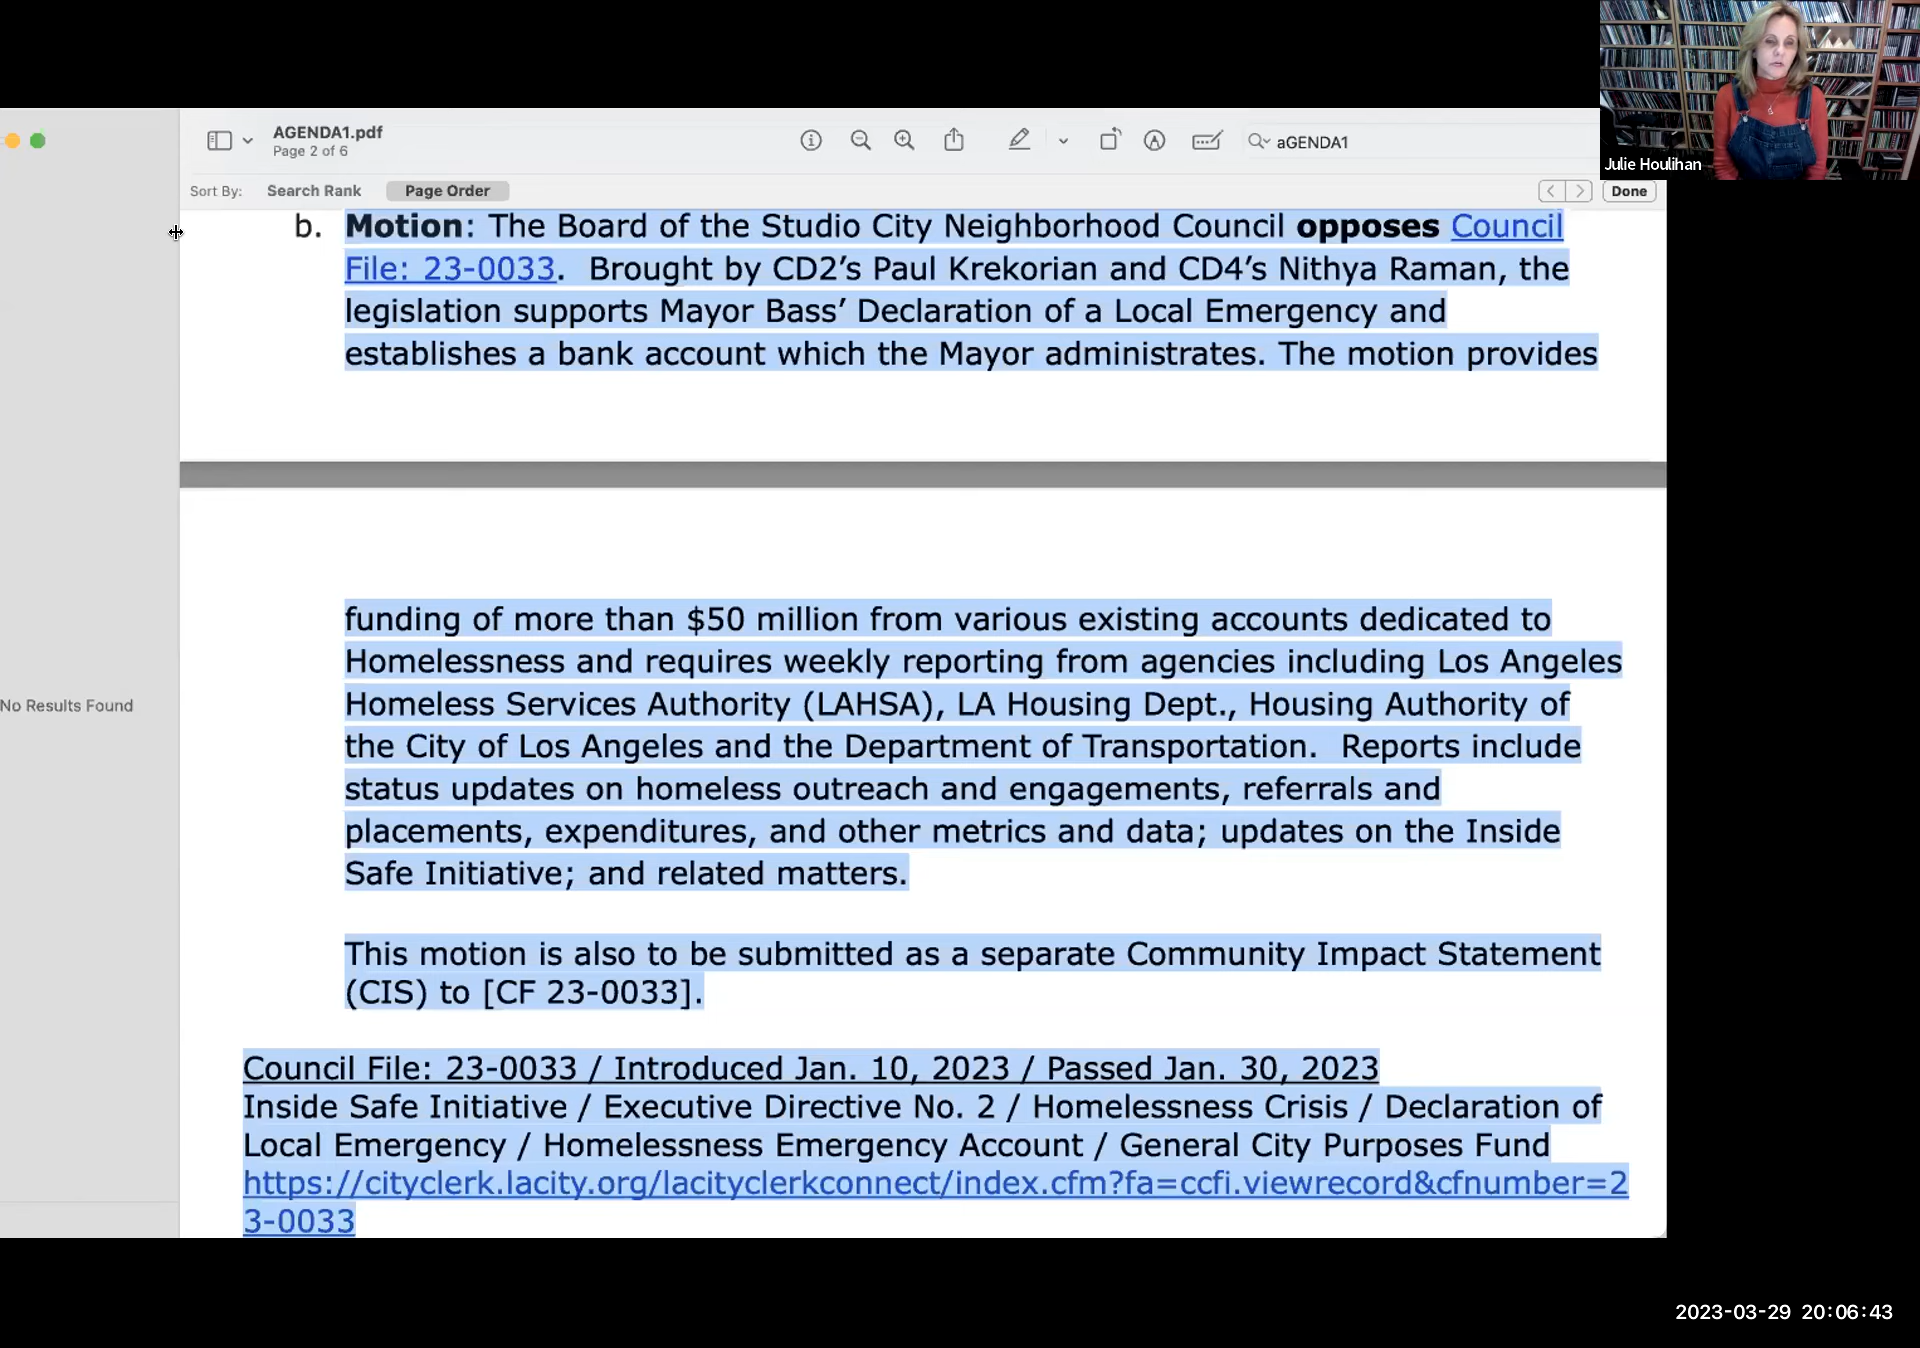 Julie Houlihan
AGENDA1.pdf
Page 2 of 6
aGENDA1
Sort By: Search Rank Page Order Done
b. Motion: The Board of the Studio City Neighborhood Council opposes Council
File: 23-0033.  Brought by CD2’s Paul Krekorian and CD4’s Nithya Raman, the
legislation supports Mayor Bass’ Declaration of a Local Emergency and
establishes a bank account which the Mayor administrates. The motion provides
funding of more than $50 million from various existing accounts dedicated to
Homelessness and requires weekly reporting from agencies including Los Angeles
Homeless Services Authority (LAHSA), LA Housing Dept., Housing Authority of
the City of Los Angeles and the Department of Transportation.  Reports include
status updates on homeless outreach and engagements, referrals and
placements, expenditures, and other metrics and data; updates on the Inside
Safe Initiative; and related matters.
No Results Found
This motion is also to be submitted as a separate Community Impact Statement
(CIS) to [CF 23-0033].
Council File: 23-0033 / Introduced Jan. 10, 2023 / Passed Jan. 30, 2023
Inside Safe Initiative / Executive Directive No. 2 / Homelessness Crisis / Declaration of
Local Emergency / Homelessness Emergency Account / General City Purposes Fund
https://cityclerk.lacity.org/lacityclerkconnect/index.cfm?fa=ccfi.viewrecord&cfnumber=2
3-0033
2023-03-29 20:06:43